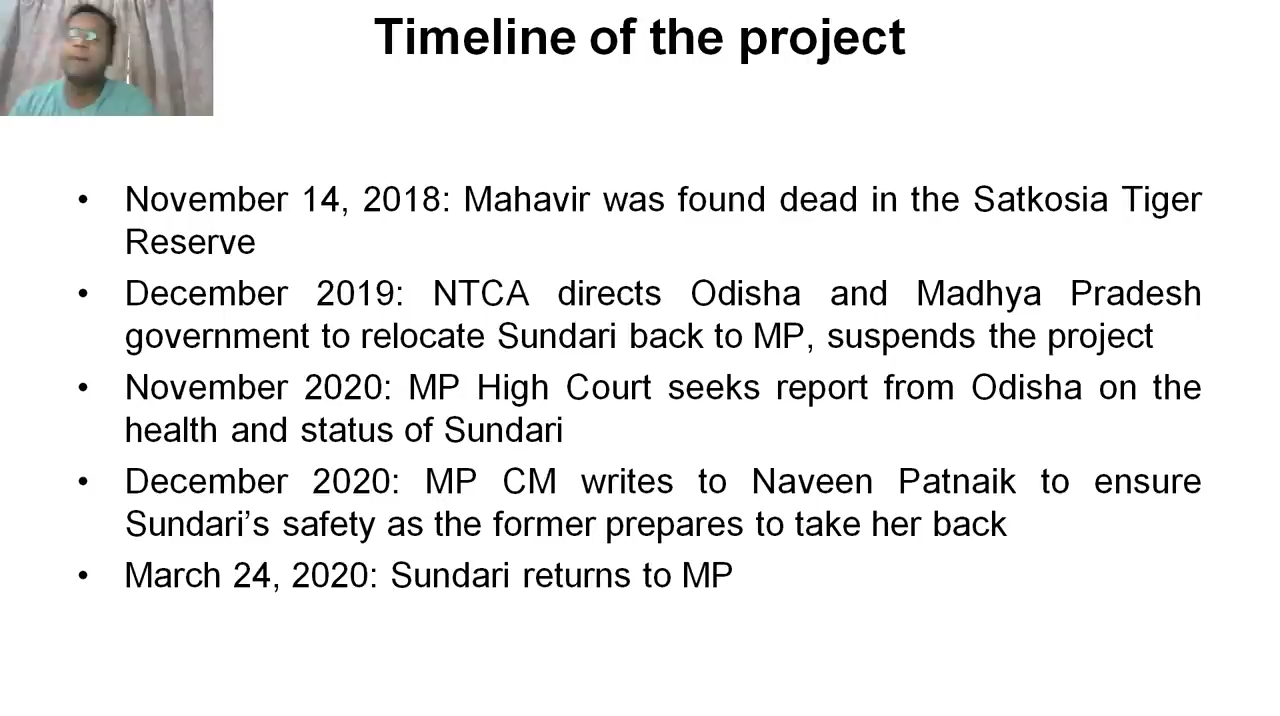 Timeline of the project
• November 14, 2018: Mahavir was found dead in the Satkosia Tiger
Reserve
• December 2019: NTCA directs Odisha and Madhya Pradesh
government to relocate Sundari back to MP, suspends the project
• November 2020: MP High Court seeks report from Odisha on the
health and status of Sundari
• December 2020: MP CM writes to Naveen Patnaik to ensure
Sundari’s safety as the former prepares to take her back
• March 24, 2020: Sundari returns to MP